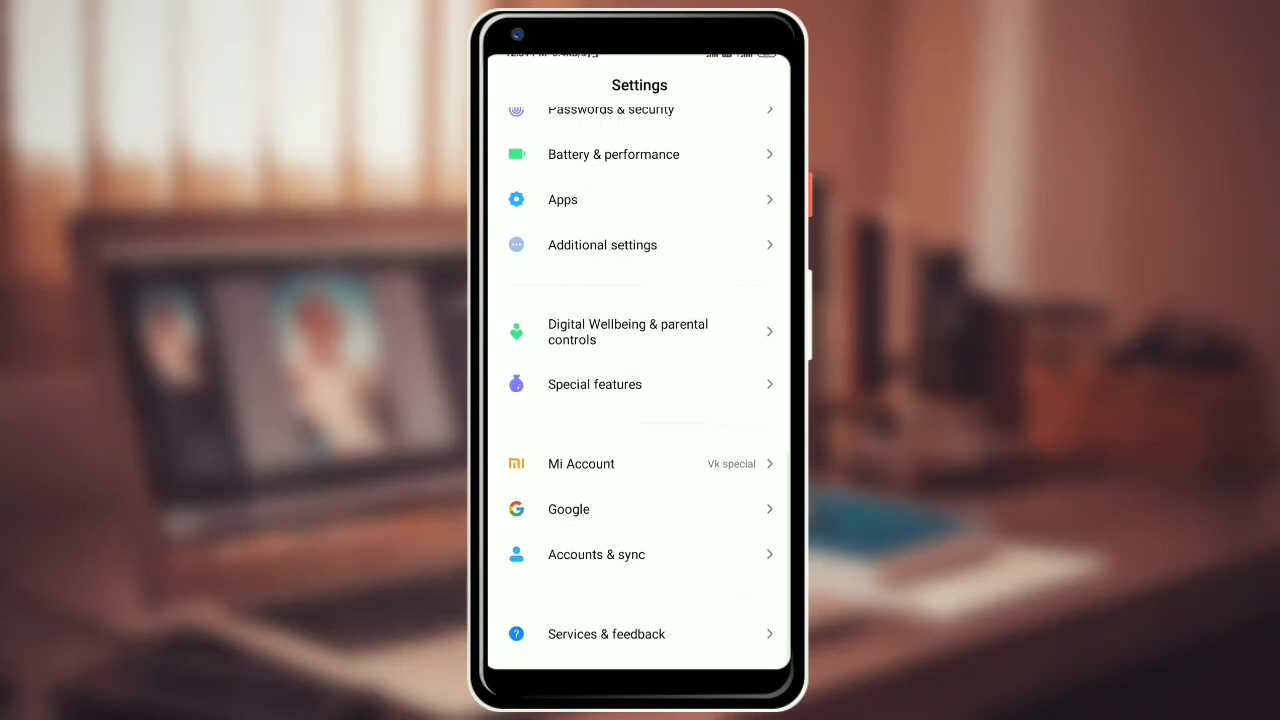 Settings
Passwords & security
Battery & performance
Apps
Additional settings
Digital Wellbeing & parental
controls
Special features
Mi Account Vk special
Google
Accounts & sync
Services & feedback